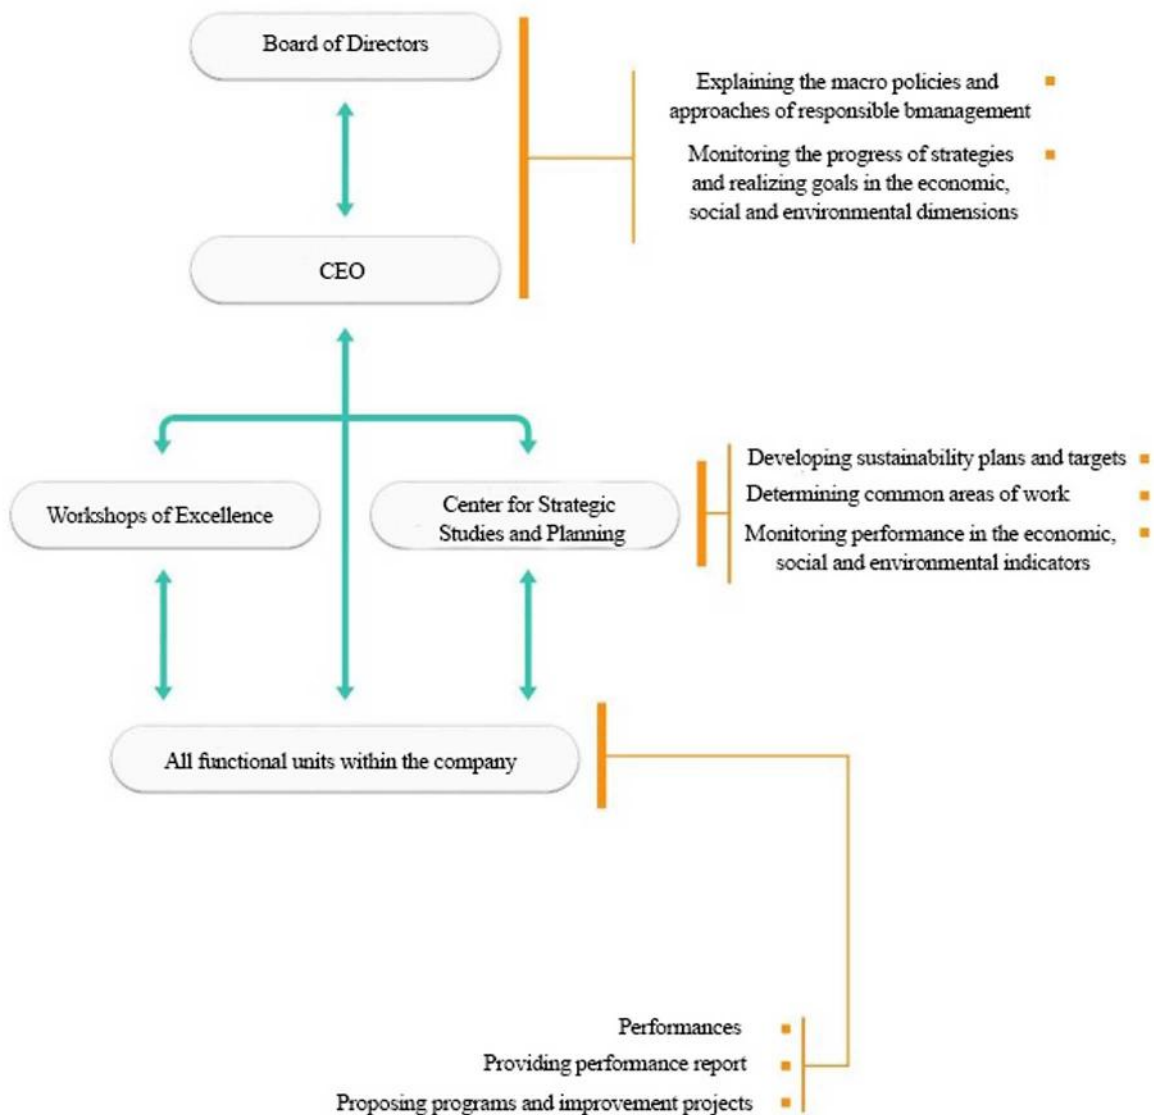 Board of Directors
Explaining the macro policies and
approaches of responsible bmanagement
Monitoring the progress of strategies
and realizing goals in the economic,
social and environmental dimensions
CEO
Workshops of Excellence
Center for Strategic
Studies and Planning
Developing sustainability plans and targets
Determining common areas of work
Monitoring performance in the economic,
social and environmental indicators
All functional units within the company
Performances
Providing performance report
Proposing programs and improvement projects